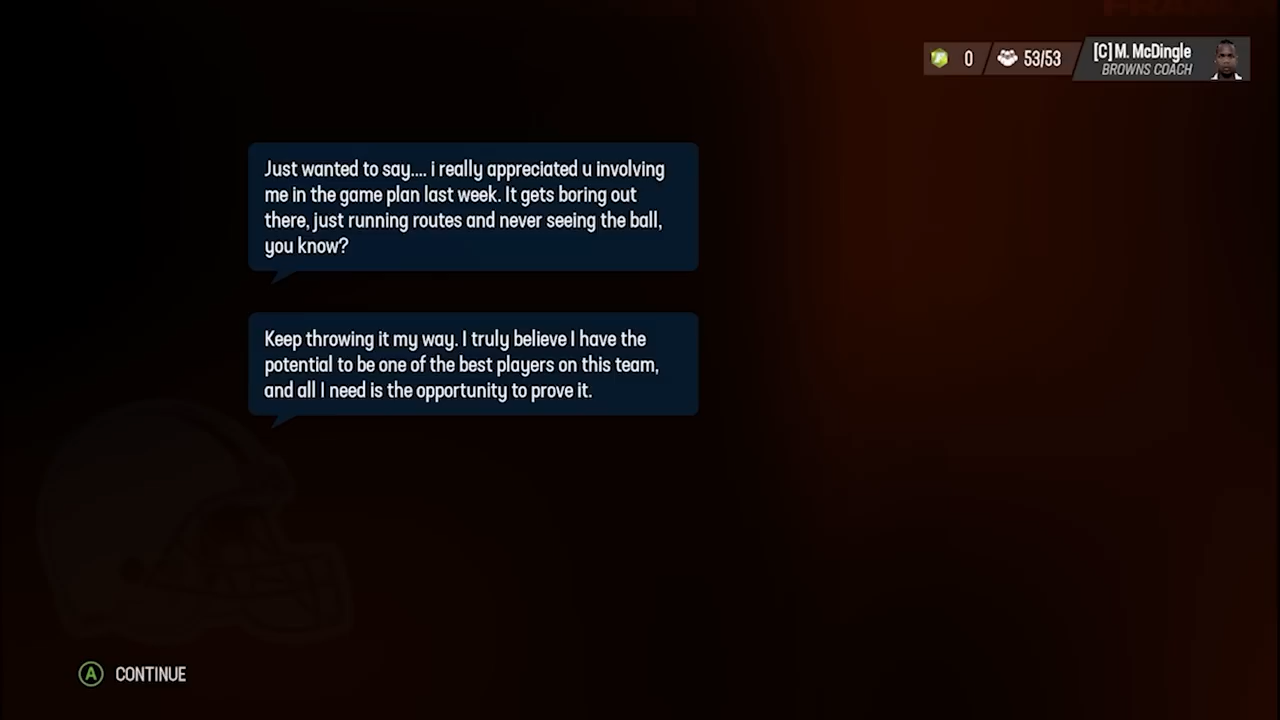 FRANCHISE
0
53/53
[C] M. McDingle
BROWNS COACH
Just wanted to say.... i really appreciated u involving
me in the game plan last week. It gets boring out
there, just running routes and never seeing the ball,
you know?
Keep throwing it my way. I truly believe I have the
potential to be one of the best players on this team,
and all I need is the opportunity to prove it.
A CONTINUE